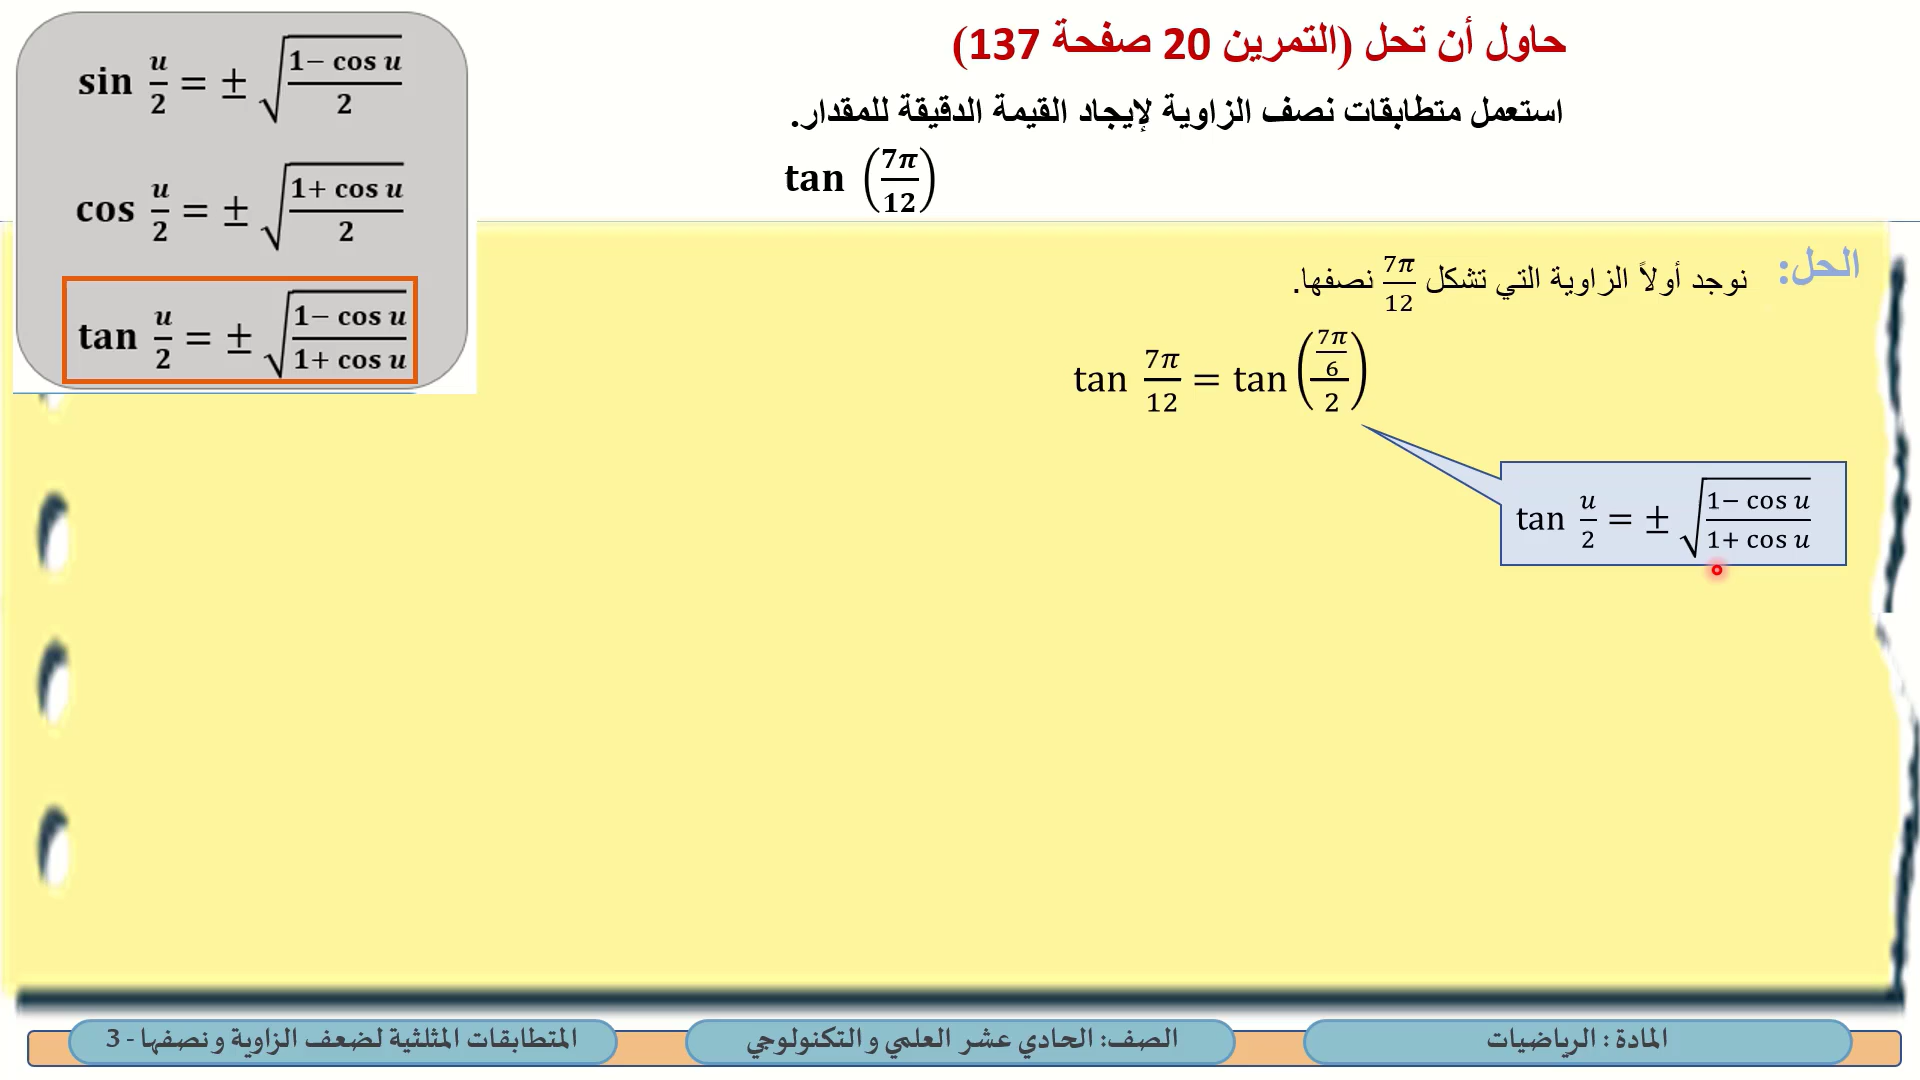 حاول أن تحل (التمرين 20 صفحة 137)
استعمل متطابقات نصف الزاوية لإيجاد القيمة الدقيقة للمقدار.
tan (7π/12)
sin u/2 = ± √((1− cos u)/2)
cos u/2 = ± √((1+ cos u)/2)
tan u/2 = ± √((1− cos u)/(1+ cos u))
الحل: نوجد أولاً الزاوية التي تشكل 7π/12 نصفها.
tan 7π/12 = tan ((7π/6)/2)
tan u/2 = ± √((1− cos u)/(1+ cos u))
المادة : الرياضيات
الصف: الحادي عشر العلمي و التكنولوجي
المتطابقات المثلثية لضعف الزاوية و نصفها - 3